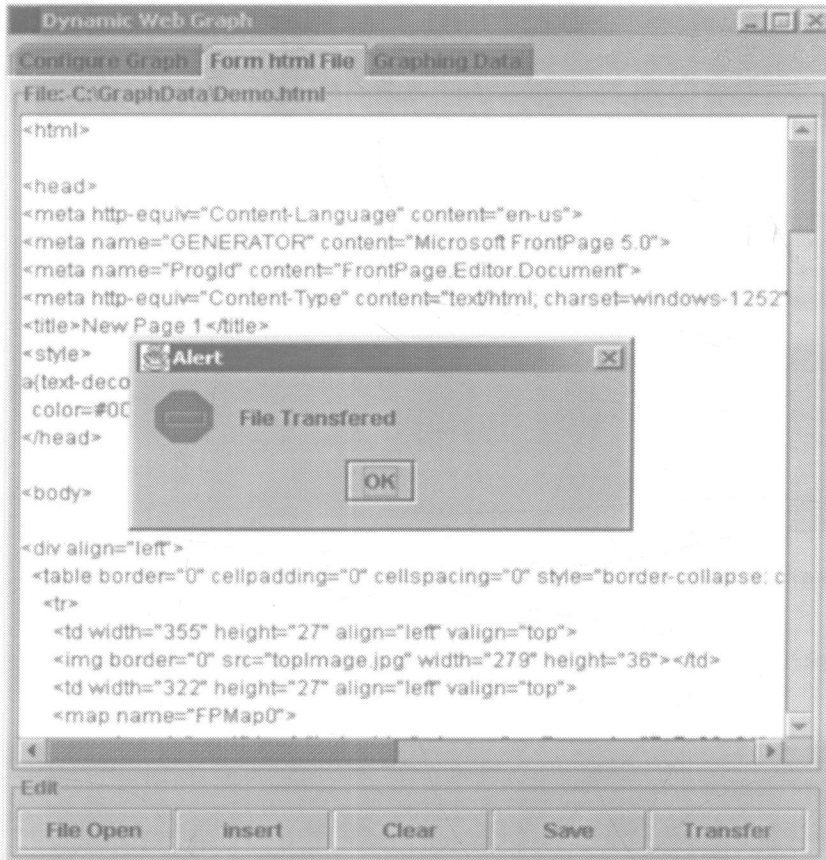 Dynamic Web Graph
Configure Graph Form html File Graphing Data
File:-C:\GraphData\Demo.html
<html>
<head>
<meta http-equiv="Content-Language" content="en-us">
<meta name="GENERATOR" content="Microsoft FrontPage 5.0">
<meta name="ProgId" content="FrontPage.Editor.Document">
<meta http-equiv="Content-Type" content="text/html; charset=windows-1252"
<title>New Page 1</title>
<style>
a{text-deco
color=#0
</head>
<body>
Alert
File Transfered
OK
<div align="left">
<table border="0" cellpadding="0" cellspacing="0" style="border-collapse:
<tr>
<td width="355" height="27" align="left" valign="top">
<img border="0" src="topImage.jpg" width="279" height="36"></td>
<td width="322" height="27" align="left" valign="top">
<map name="FPMap0">
Edit
File Open insert Clear Save Transfer